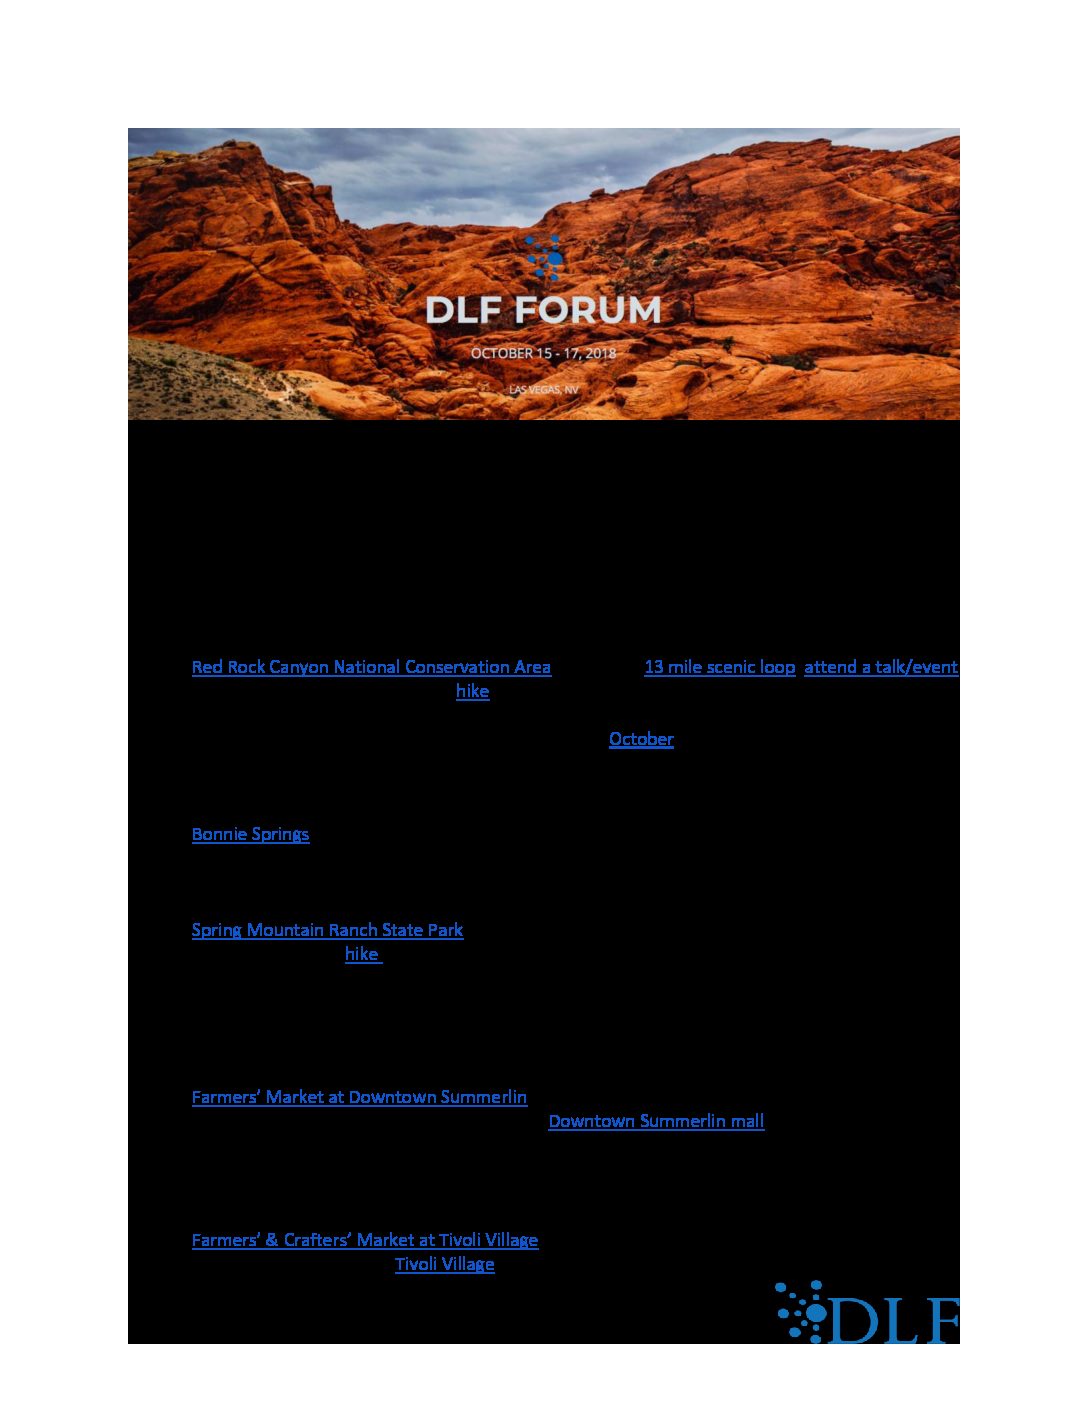 DLF FORUM
OCTOBER 15 - 17, 2018
LAS VEGAS, NV
Red Rock Canyon National Conservation Area 13 mile scenic loop attend a talk/event
hike
October
Bonnie Springs
Spring Mountain Ranch State Park
hike
Farmers’ Market at Downtown Summerlin
Downtown Summerlin mall
Farmers’ & Crafters’ Market at Tivoli Village
Tivoli Village
DLF